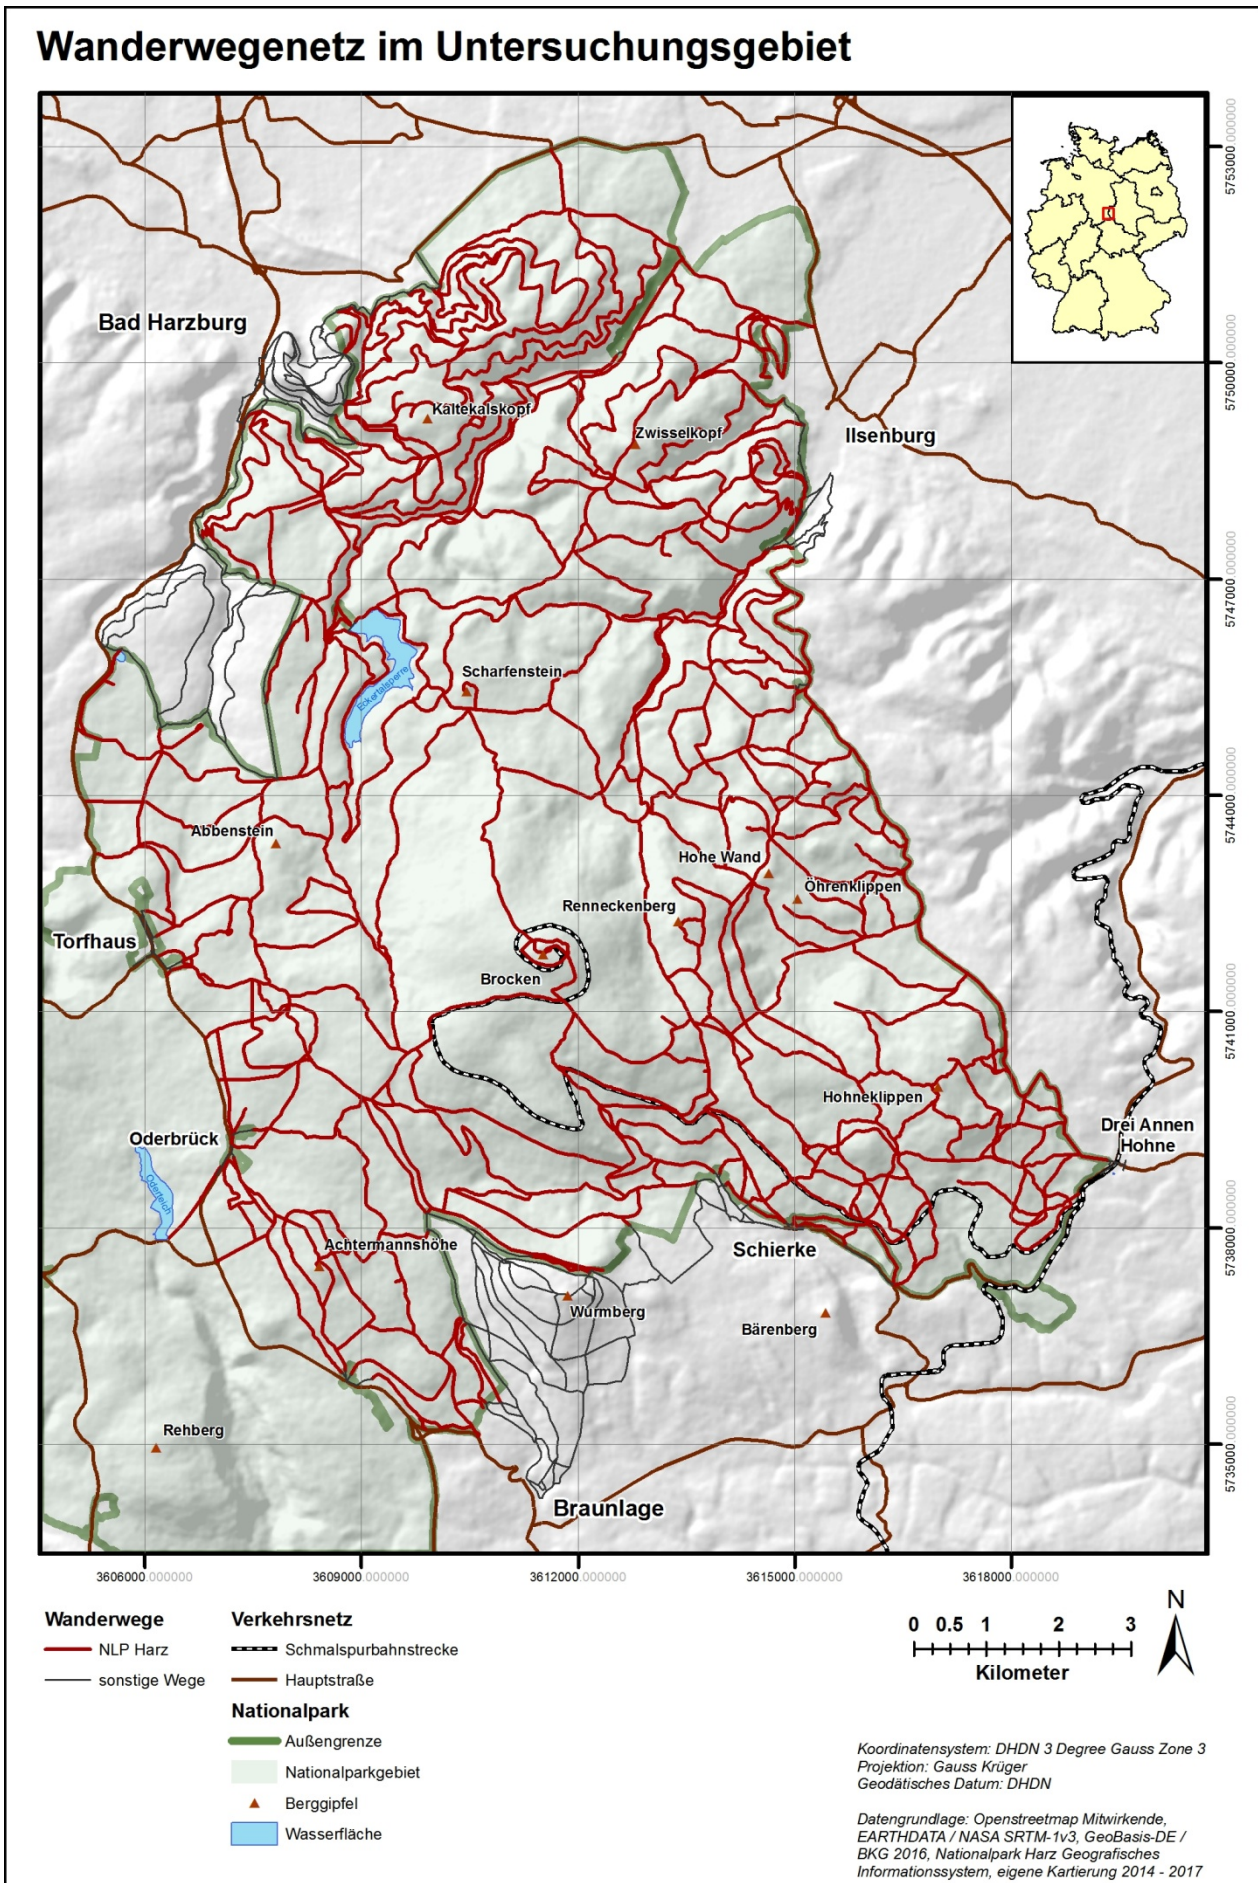 Wanderwegenetz im Untersuchungsgebiet
5753000.000000
Bad Harzburg
5750000.000000
Kaltekalskopf
Zwisselkopf
Ilsenburg
5747000.000000
Scharfenstein
Eckertalsperre
5744000.000000
Abbenstein
Hohe Wand
Öhrenklippen
Renneckenberg
Torfhaus
Brocken
5741000.000000
Hohneklippen
Drei Annen
Hohne
Oderbrück
Oderteich
5738000.000000
Achtermannshöhe
Schierke
Wurmberg
Bärenberg
Rehberg
5735000.000000
Braunlage
3606000.000000 3609000.000000 3612000.000000 3615000.000000 3618000.000000
Wanderwege
NLP Harz
sonstige Wege
Verkehrsnetz
Schmalspurbahnstrecke
Hauptstraße
Nationalpark
Außengrenze
Nationalparkgebiet
Berggipfel
Wasserfläche
N
0 0.5 1 2 3
Kilometer
Koordinatensystem: DHDN 3 Degree Gauss Zone 3
Projektion: Gauss Krüger
Geodätisches Datum: DHDN
Datengrundlage: Openstreetmap Mitwirkende,
EARTHDATA / NASA SRTM-1v3, GeoBasis-DE /
BKG 2016, Nationalpark Harz Geografisches
Informationssystem, eigene Kartierung 2014 - 2017